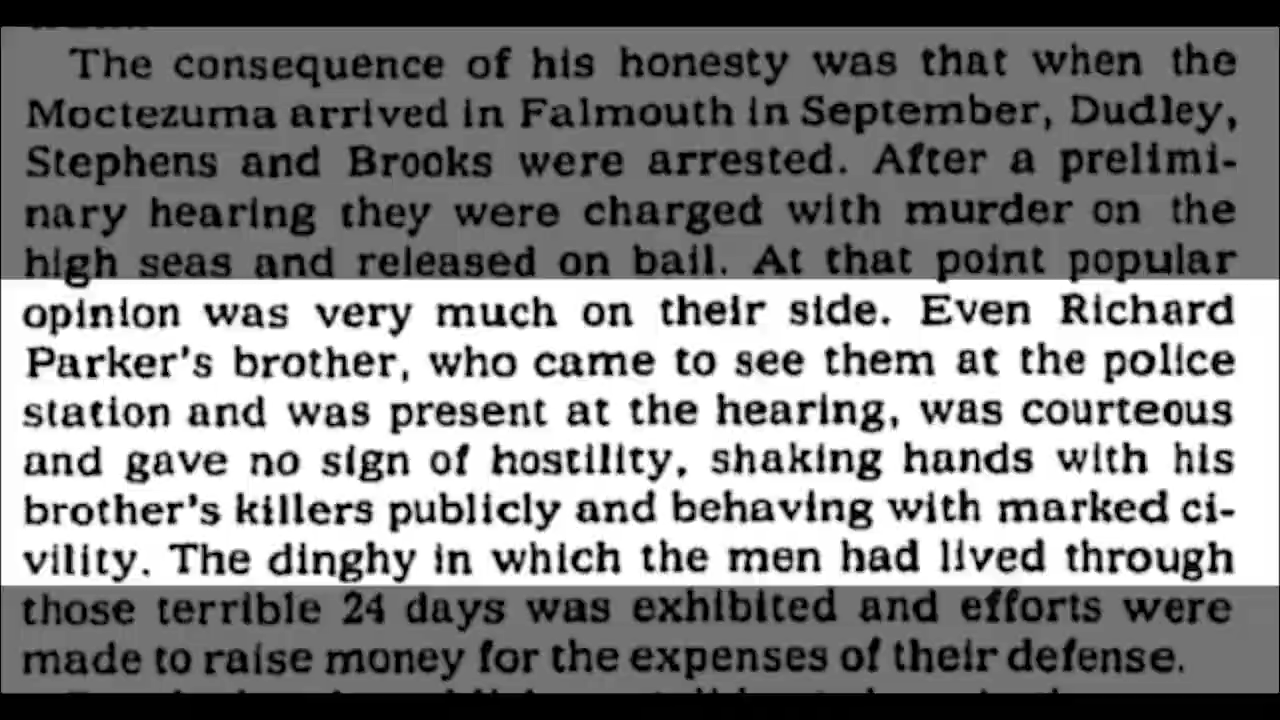 The consequence of his honesty was that when the
Moctezuma arrived in Falmouth in September, Dudley,
Stephens and Brooks were arrested. After a prelimi-
nary hearing they were charged with murder on the
high seas and released on bail. At that point popular
opinion was very much on their side. Even Richard
Parker's brother, who came to see them at the police
station and was present at the hearing, was courteous
and gave no sign of hostility, shaking hands with his
brother's killers publicly and behaving with marked ci-
vility. The dinghy in which the men had lived through
those terrible 24 days was exhibited and efforts were
made to raise money for the expenses of their defense.